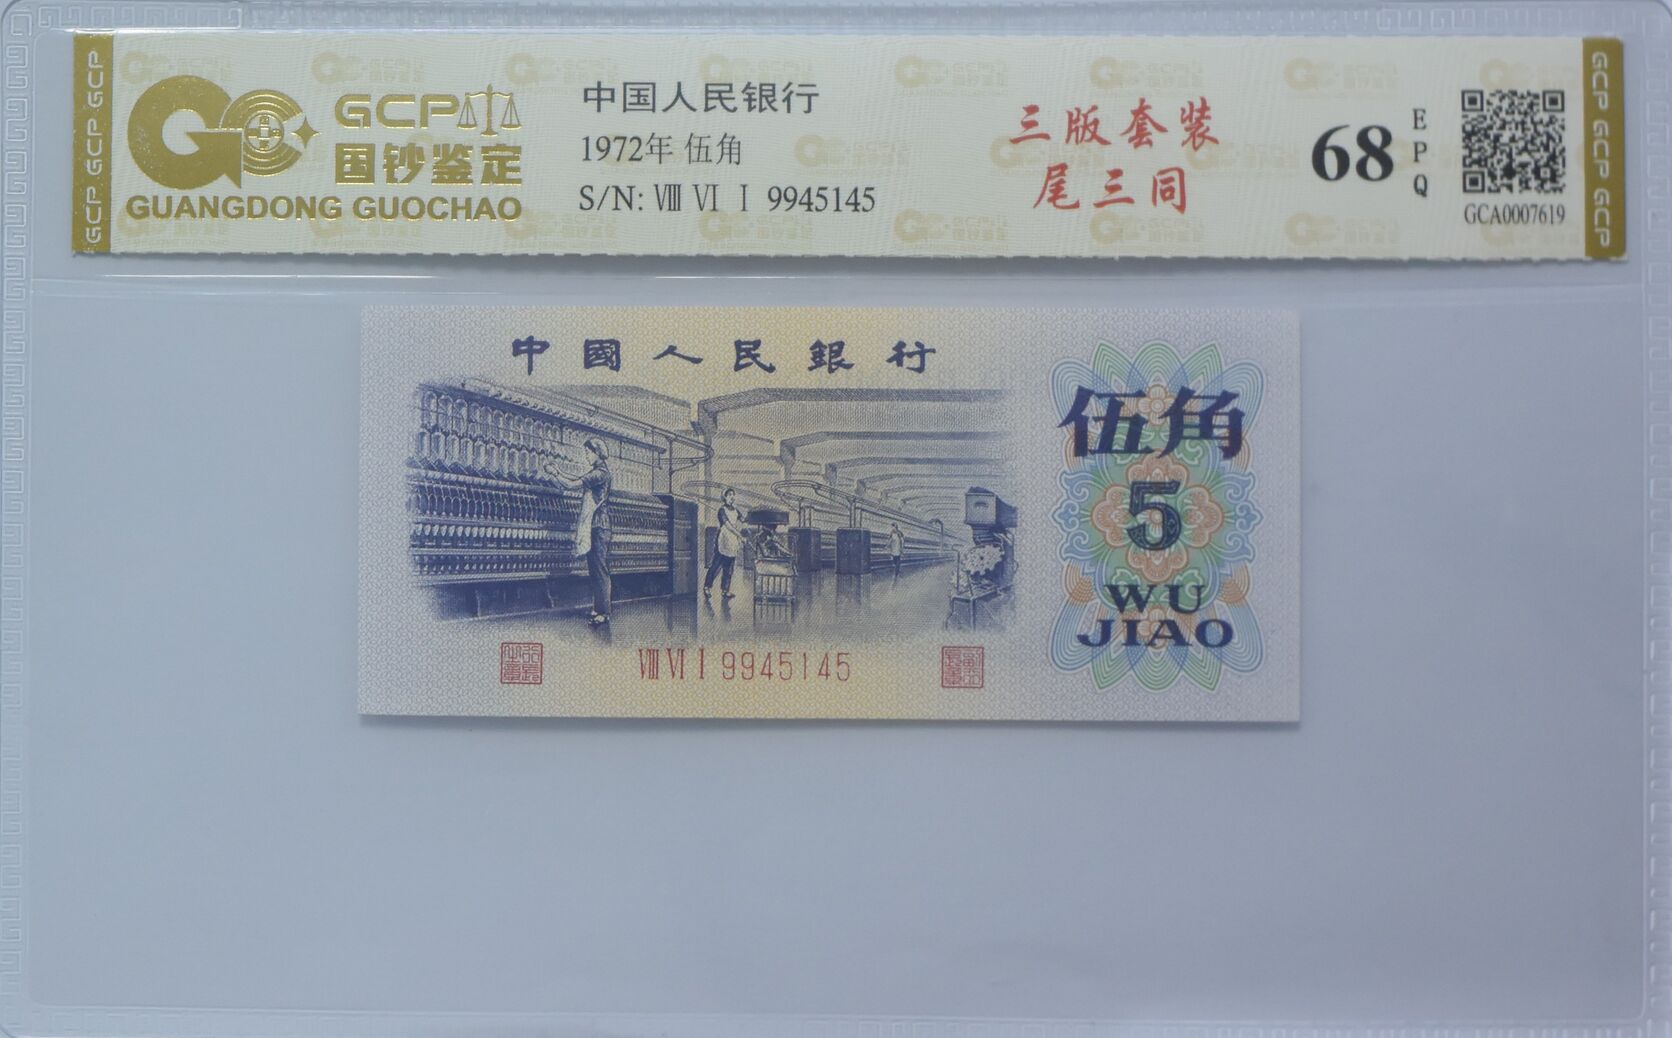 GCP
国钞鉴定
GUANGDONG GUOCHAO
中国人民银行
1972年 伍角
S/N: Ⅷ Ⅵ Ⅰ 9945145
三版套装
尾三同
68
EPQ
GCA0007619
GCP GCP GCP
GCP GCP GCP
中國人民銀行
伍角
5
WU
JIAO
Ⅷ Ⅵ Ⅰ 9945145